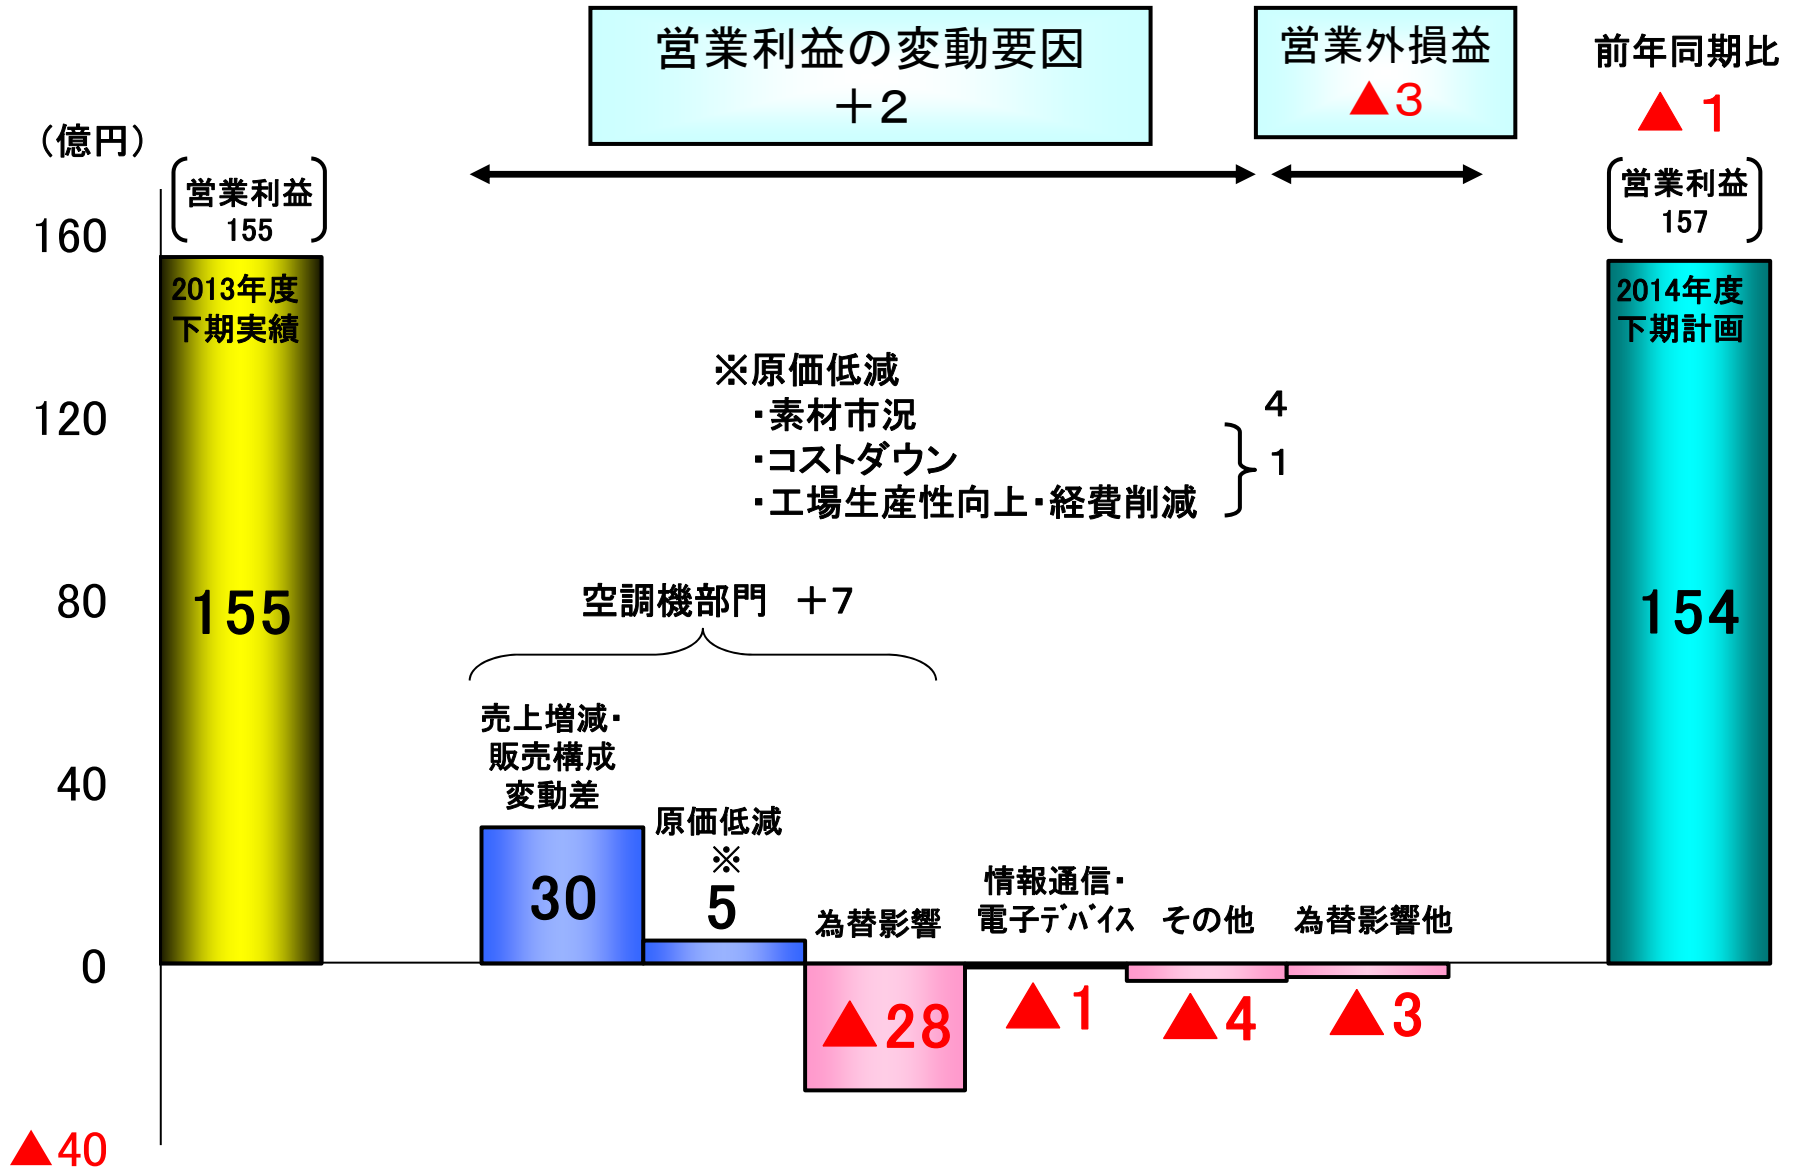 営業利益の変動要因
＋２
営業外損益
▲３
前年同期比
▲ 1
（億円）
営業利益
155
営業利益
157
160
120
80
40
0
▲40
2013年度
下期実績
155
2014年度
下期計画
154
※原価低減
・素材市況
4
・コストダウン
1
・工場生産性向上・経費削減
空調機部門　＋7
売上増減・
販売構成
変動差
30
原価低減
※
5
為替影響
▲28
情報通信・
電子ﾃﾞﾊﾞｲｽ
▲1
その他
▲4
為替影響他
▲3